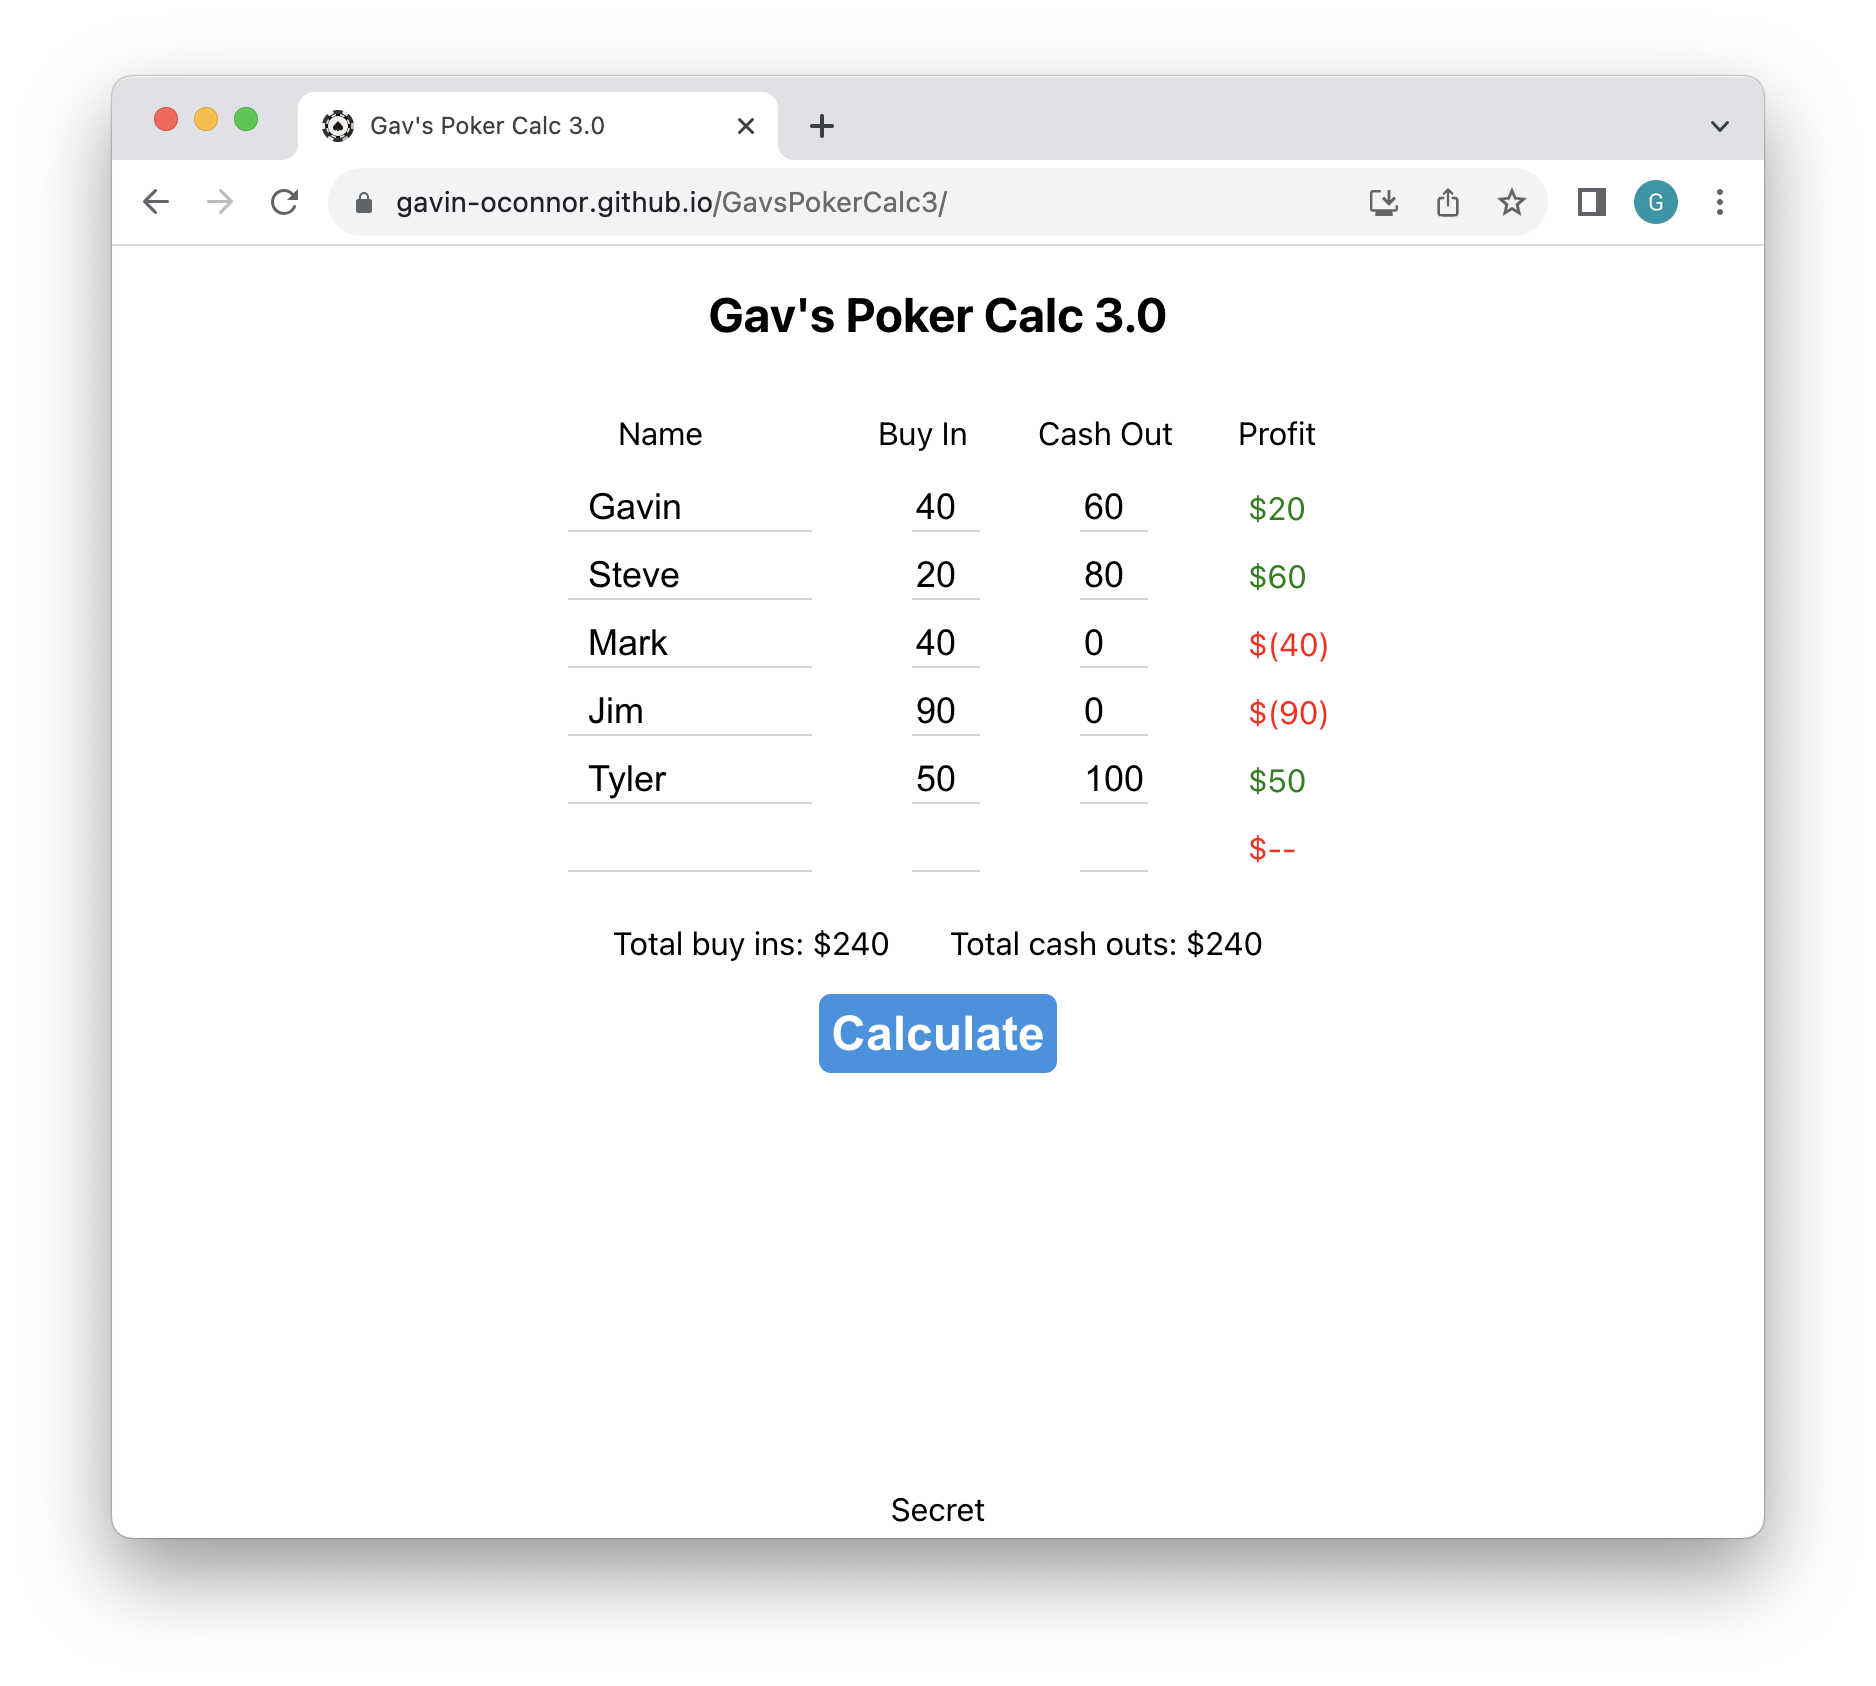 Gav's Poker Calc 3.0
gavin-oconnor.github.io/GavsPokerCalc3/
G
Gav's Poker Calc 3.0
Name Buy In Cash Out Profit
Gavin 40 60 $20
Steve 20 80 $60
Mark 40 0 $(40)
Jim 90 0 $(90)
Tyler 50 100 $50
$--
Total buy ins: $240 Total cash outs: $240
Calculate
Secret